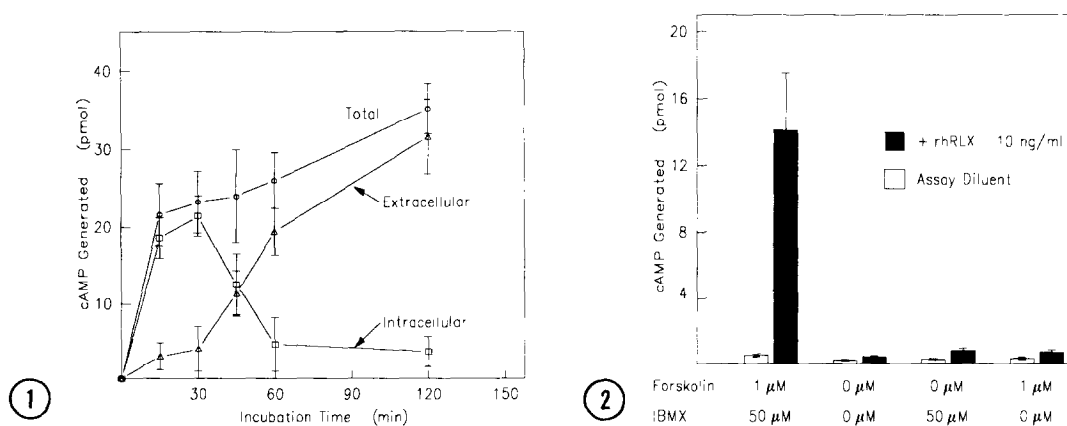 40
30
20
10
cAMP Generated (pmol)
Total
Extracellular
Intracellular
30 60 90 120 150
Incubation Time (min)
1
20
16
12
8
4
cAMP Generated (pmol)
+ rhRLX 10 ng/ml
Assay Diluent
Forskolin 1 μM 0 μM 0 μM 1 μM
IBMX 50 μM 0 μM 50 μM 0 μM
2